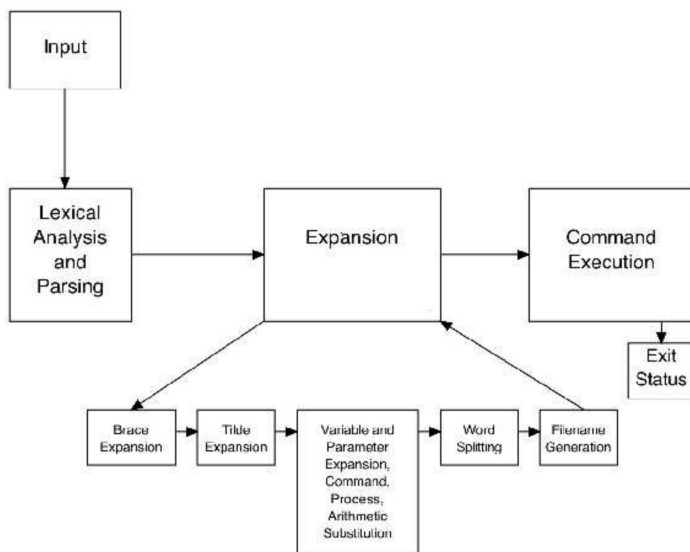 Input
Lexical
Analysis
and
Parsing
Expansion
Command
Execution
Exit
Status
Brace
Expansion
Tilde
Expansion
Variable and
Parameter
Expansion,
Command,
Process,
Arithmetic
Substitution
Word
Splitting
Filename
Generation